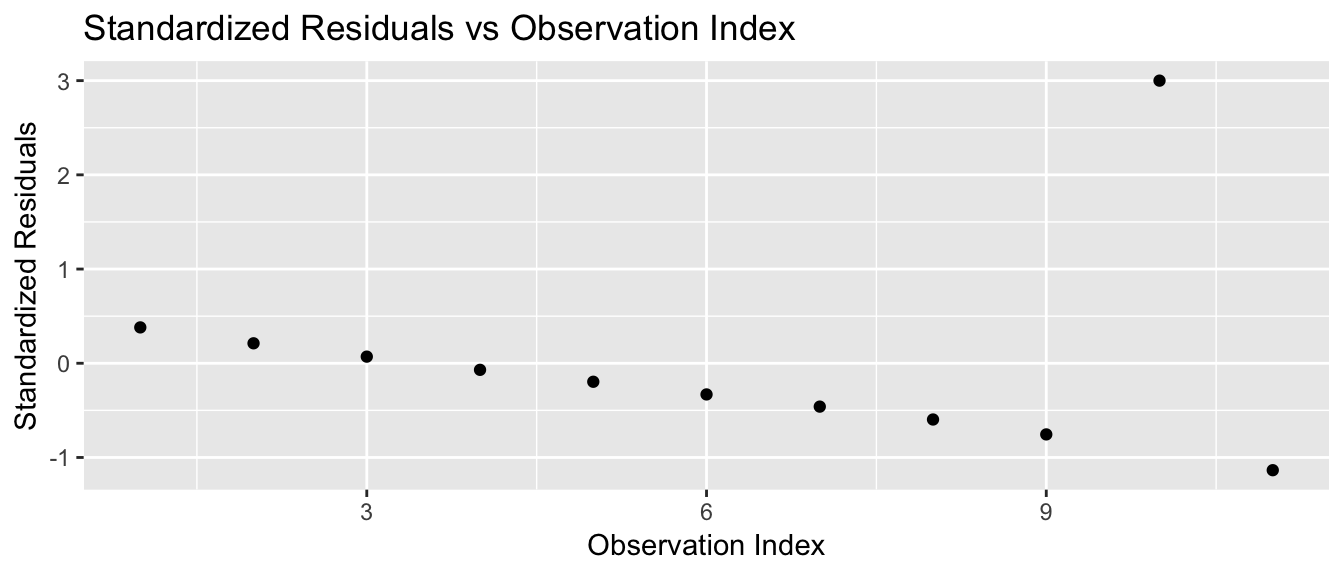 Standardized Residuals vs Observation Index
Standardized Residuals
3
2
1
0
-1
3
6
9
Observation Index